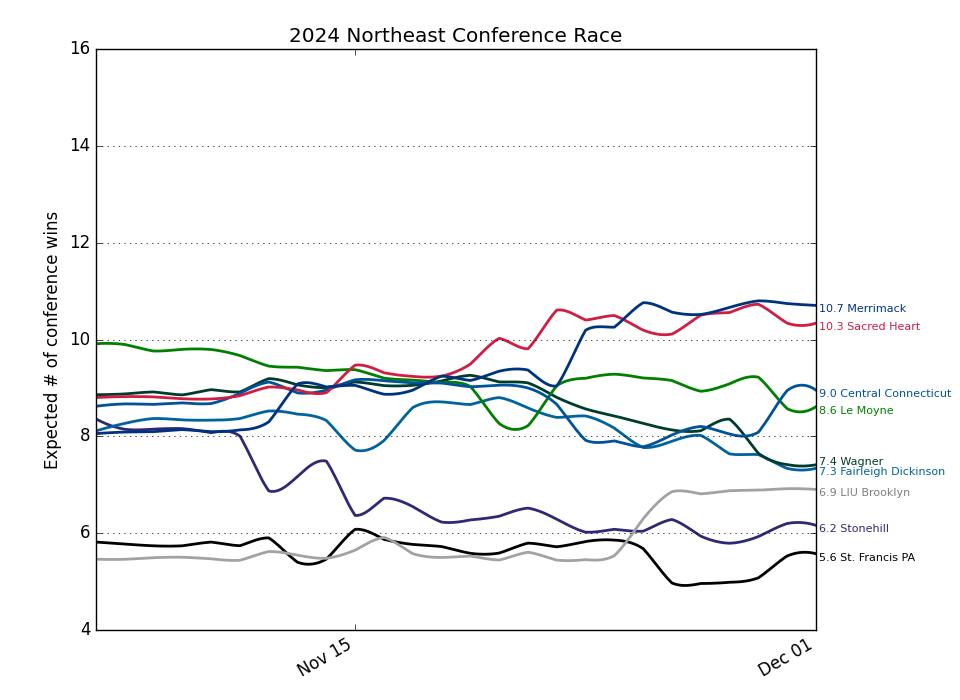 2024 Northeast Conference Race
16
14
12
10
8
6
4
Expected # of conference wins
10.7 Merrimack
10.3 Sacred Heart
9.0 Central Connecticut
8.6 Le Moyne
7.4 Wagner
7.3 Fairleigh Dickinson
6.9 LIU Brooklyn
6.2 Stonehill
5.6 St. Francis PA
Nov 15
Dec 01